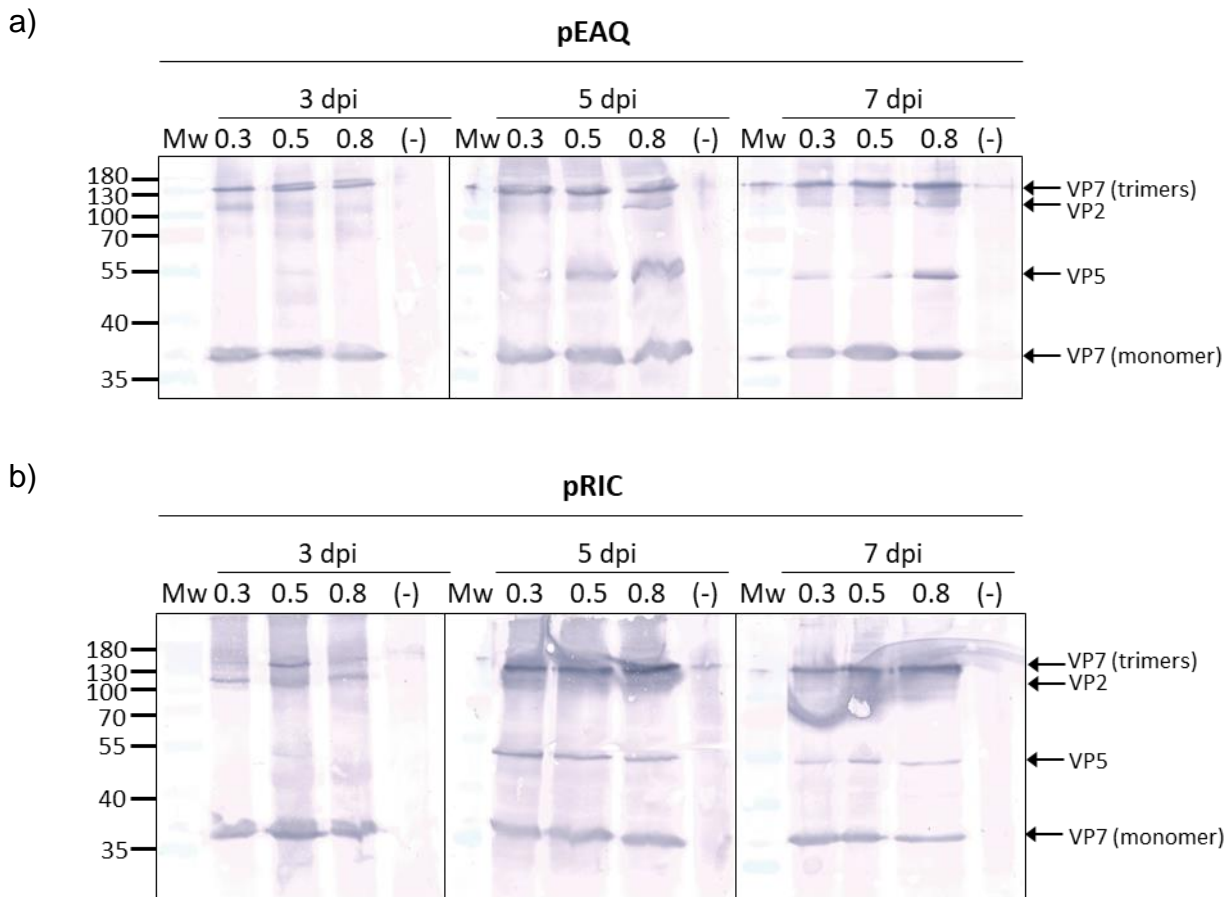 a)
pEAQ
3 dpi 5 dpi 7 dpi
Mw 0.3 0.5 0.8 (-) Mw 0.3 0.5 0.8 (-) Mw 0.3 0.5 0.8 (-)
180
130 VP7 (trimers)
100 VP2
70
55 VP5
40
VP7 (monomer)
35
b)
pRIC
3 dpi 5 dpi 7 dpi
Mw 0.3 0.5 0.8 (-) Mw 0.3 0.5 0.8 (-) Mw 0.3 0.5 0.8 (-)
180
130 VP7 (trimers)
100 VP2
70
55
VP5
40
VP7 (monomer)
35